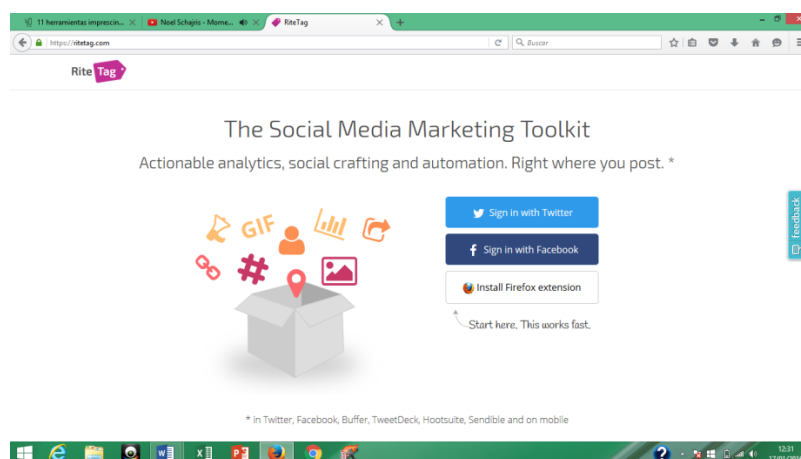 11 herramientas imprescin...
Noel Schajris - Mome...
RiteTag
https://ritetag.com
Buscar
Rite Tag
The Social Media Marketing Toolkit
Actionable analytics, social crafting and automation. Right where you post. *
GIF
Sign in with Twitter
Sign in with Facebook
Install Firefox extension
Start here. This works fast.
feedback
* in Twitter, Facebook, Buffer, TweetDeck, Hootsuite, Sendible and on mobile
12:31